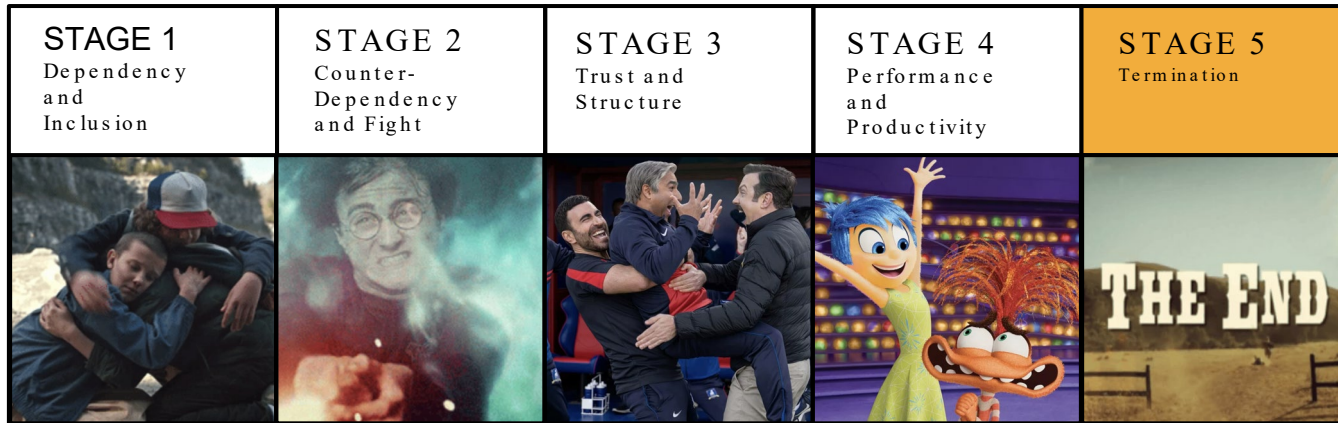 STAGE 1
Dependency
and
Inclusion
STAGE 2
Counter-
Dependency
and Fight
STAGE 3
Trust and
Structure
STAGE 4
Performance
and
Productivity
STAGE 5
Termination
THE END